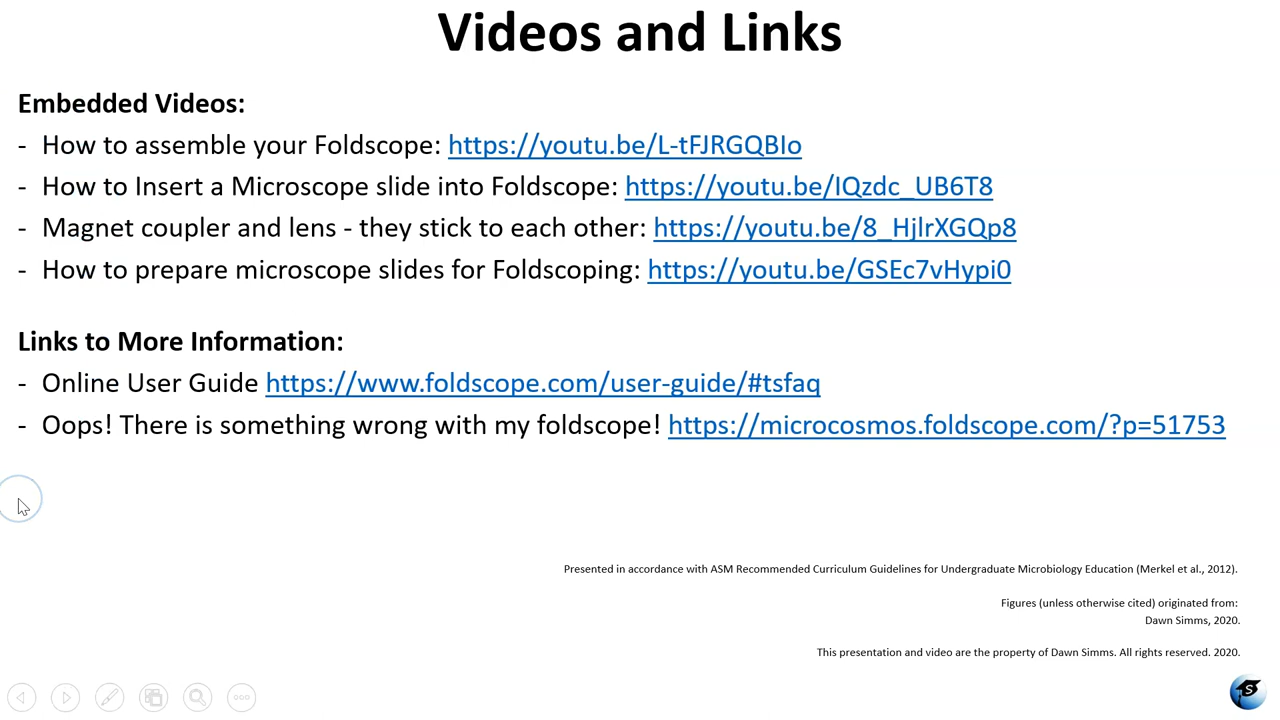 Videos and Links
Embedded Videos:
- How to assemble your Foldscope: https://youtu.be/L-tFJRGQBIo
- How to Insert a Microscope slide into Foldscope: https://youtu.be/IQzdc_UB6T8
- Magnet coupler and lens - they stick to each other: https://youtu.be/8_HjlrXGQp8
- How to prepare microscope slides for Foldscoping: https://youtu.be/GSEc7vHypi0
Links to More Information:
- Online User Guide https://www.foldscope.com/user-guide/#tsfaq
- Oops! There is something wrong with my foldscope! https://microcosmos.foldscope.com/?p=51753
Presented in accordance with ASM Recommended Curriculum Guidelines for Undergraduate Microbiology Education (Merkel et al., 2012).
Figures (unless otherwise cited) originated from:
Dawn Simms, 2020.
This presentation and video are the property of Dawn Simms. All rights reserved. 2020.
S